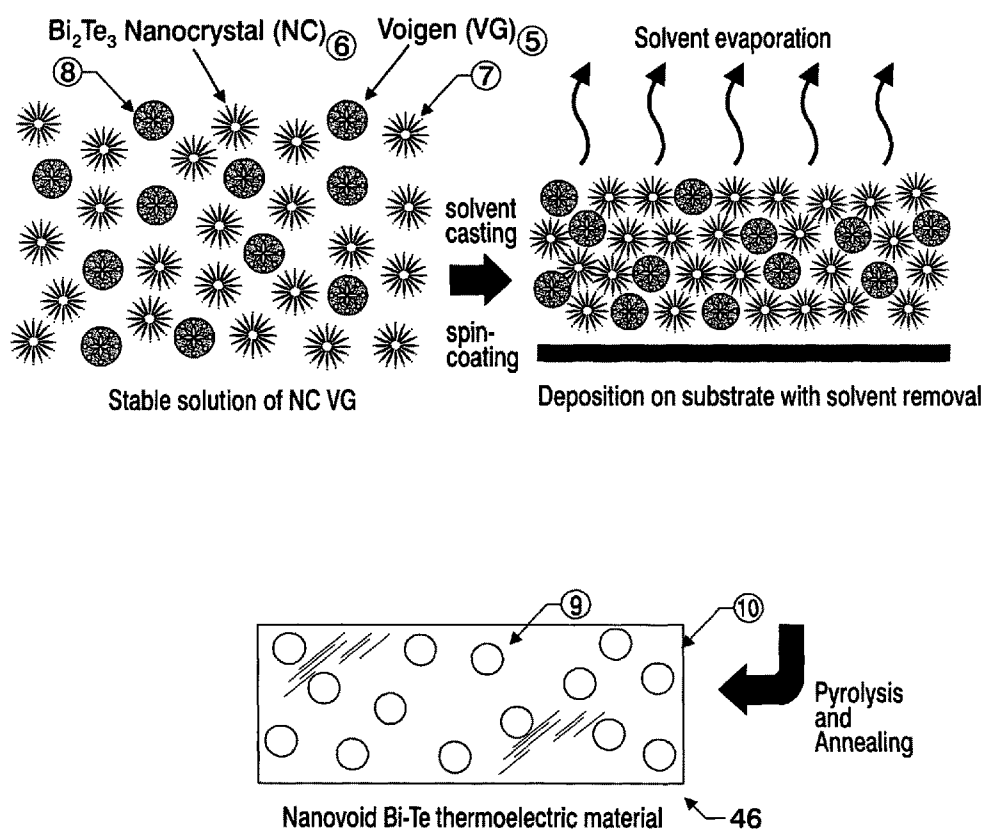 Bi2Te3 Nanocrystal (NC) 6
Voigen (VG) 5
8
7
Solvent evaporation
solvent
casting
spin-
coating
Stable solution of NC VG
Deposition on substrate with solvent removal
9
10
Pyrolysis
and
Annealing
Nanovoid Bi-Te thermoelectric material
46